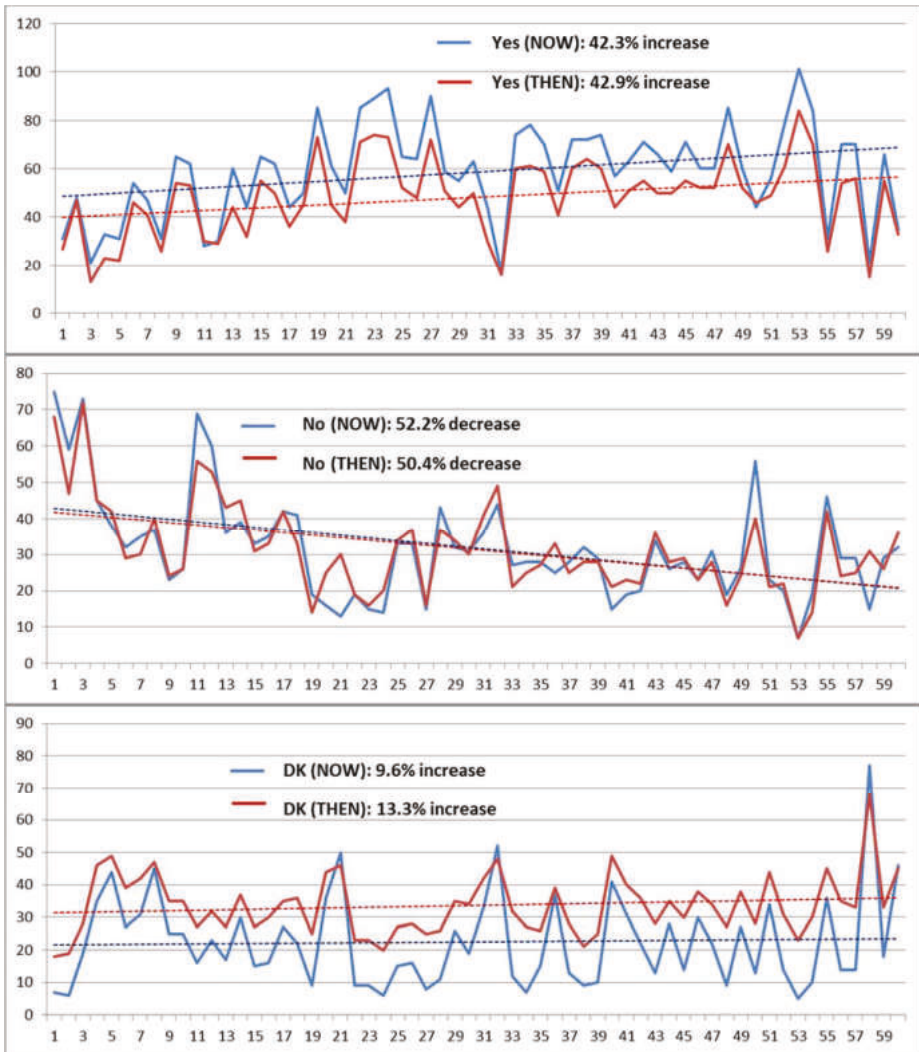 120
100
80
60
40
20
0
Yes (NOW): 42.3% increase
Yes (THEN): 42.9% increase
1 3 5 7 9 11 13 15 17 19 21 23 25 27 29 31 33 35 37 39 41 43 45 47 49 51 53 55 57 59
80
70
60
50
40
30
20
10
0
No (NOW): 52.2% decrease
No (THEN): 50.4% decrease
1 3 5 7 9 11 13 15 17 19 21 23 25 27 29 31 33 35 37 39 41 43 45 47 49 51 53 55 57 59
90
80
70
60
50
40
30
20
10
0
DK (NOW): 9.6% increase
DK (THEN): 13.3% increase
1 3 5 7 9 11 13 15 17 19 21 23 25 27 29 31 33 35 37 39 41 43 45 47 49 51 53 55 57 59